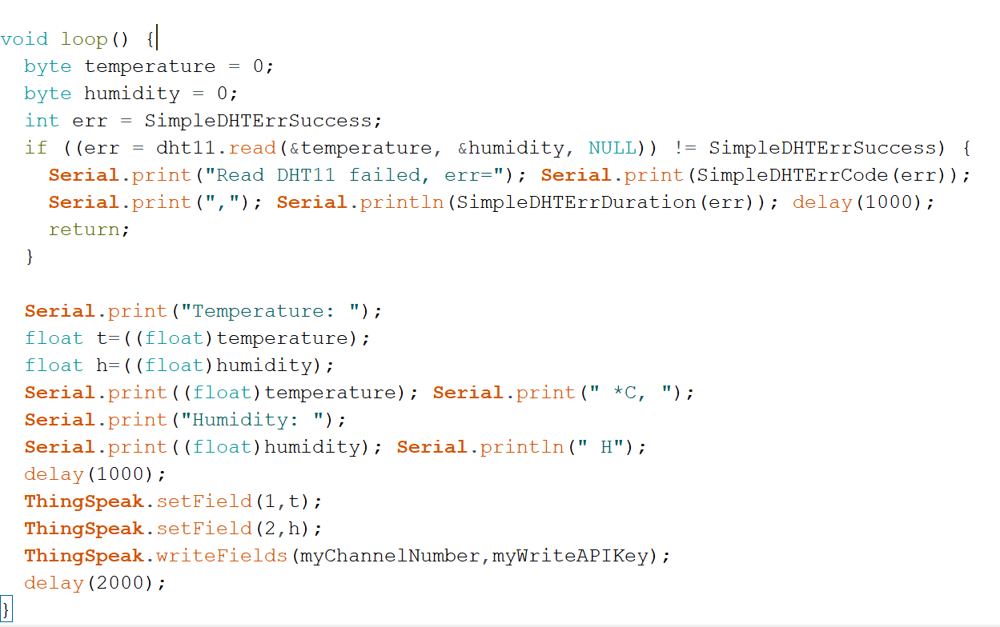 void loop() {
  byte temperature = 0;
  byte humidity = 0;
  int err = SimpleDHTErrSuccess;
  if ((err = dht11.read(&temperature, &humidity, NULL)) != SimpleDHTErrSuccess) {
    Serial.print("Read DHT11 failed, err="); Serial.print(SimpleDHTErrCode(err));
    Serial.print(","); Serial.println(SimpleDHTErrDuration(err)); delay(1000);
    return;
  }

  Serial.print("Temperature: ");
  float t=((float)temperature);
  float h=((float)humidity);
  Serial.print((float)temperature); Serial.print(" *C, ");
  Serial.print("Humidity: ");
  Serial.print((float)humidity); Serial.println(" H");
  delay(1000);
  ThingSpeak.setField(1,t);
  ThingSpeak.setField(2,h);
  ThingSpeak.writeFields(myChannelNumber,myWriteAPIKey);
  delay(2000);
}